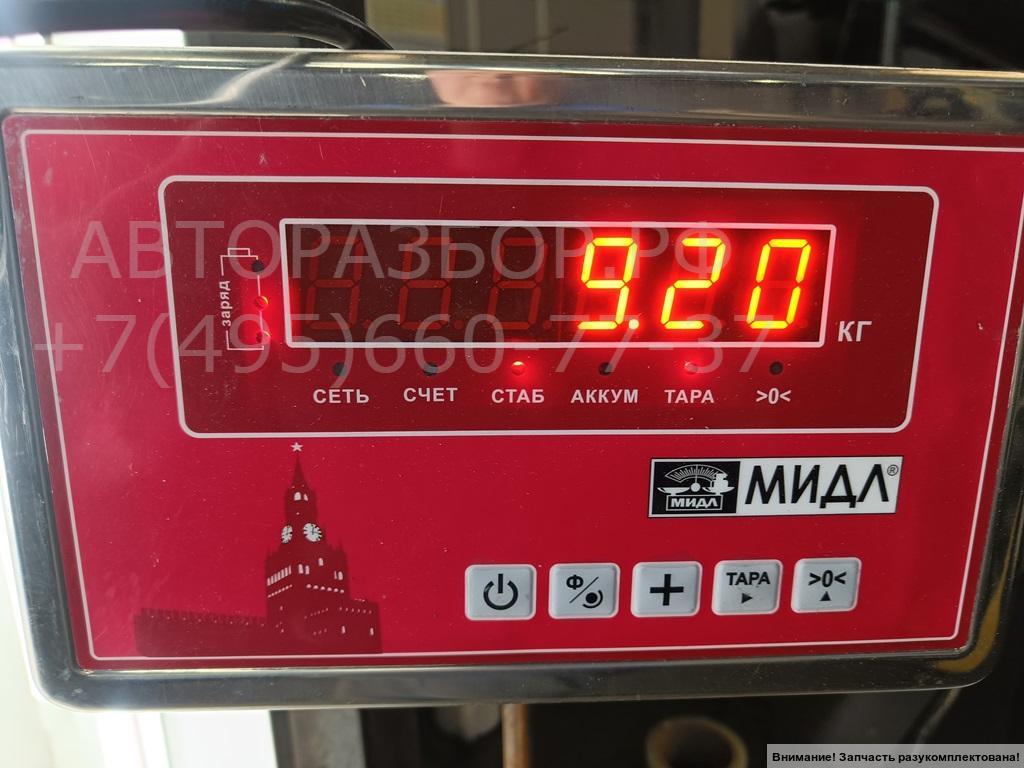 АВТОРАЗБОР.РФ
+7(495)660-77-37
заряд
9.20
КГ
СЕТЬ СЧЕТ СТАБ АККУМ ТАРА >0<
МИДЛ МИДЛ®
Ф/ + ТАРА >0<
Внимание! Запчасть разукомплектована!